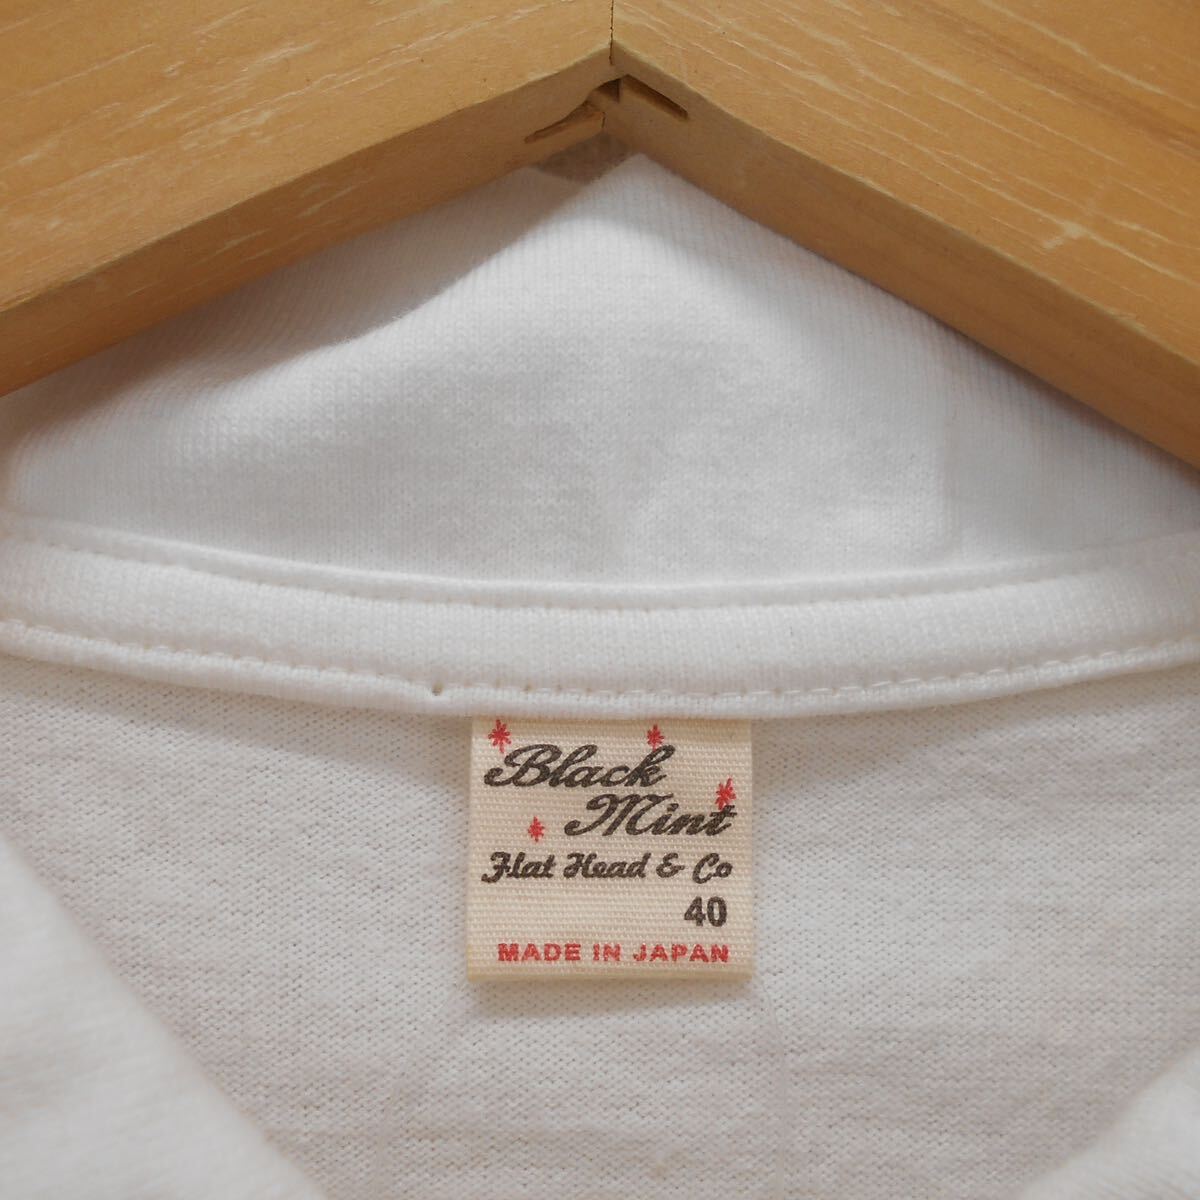 Black
Mint
Flat Head & Co
40
MADE IN JAPAN